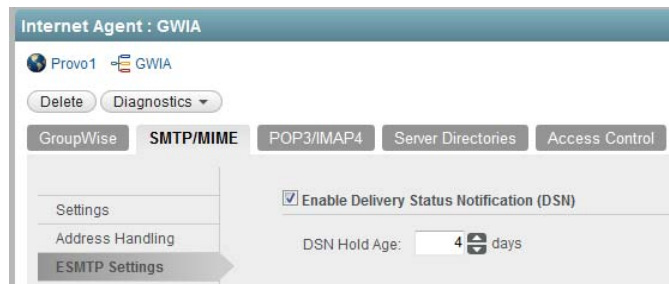 Internet Agent : GWIA
Provo1 GWIA
Delete Diagnostics
GroupWise SMTP/MIME POP3/IMAP4 Server Directories Access Control
Enable Delivery Status Notification (DSN)
Settings
Address Handling
DSN Hold Age: 4 days
ESMTP Settings